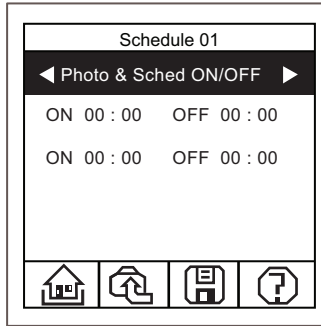 Schedule 01
Photo & Sched ON/OFF
ON 00 : 00 OFF 00 : 00
ON 00 : 00 OFF 00 : 00
?